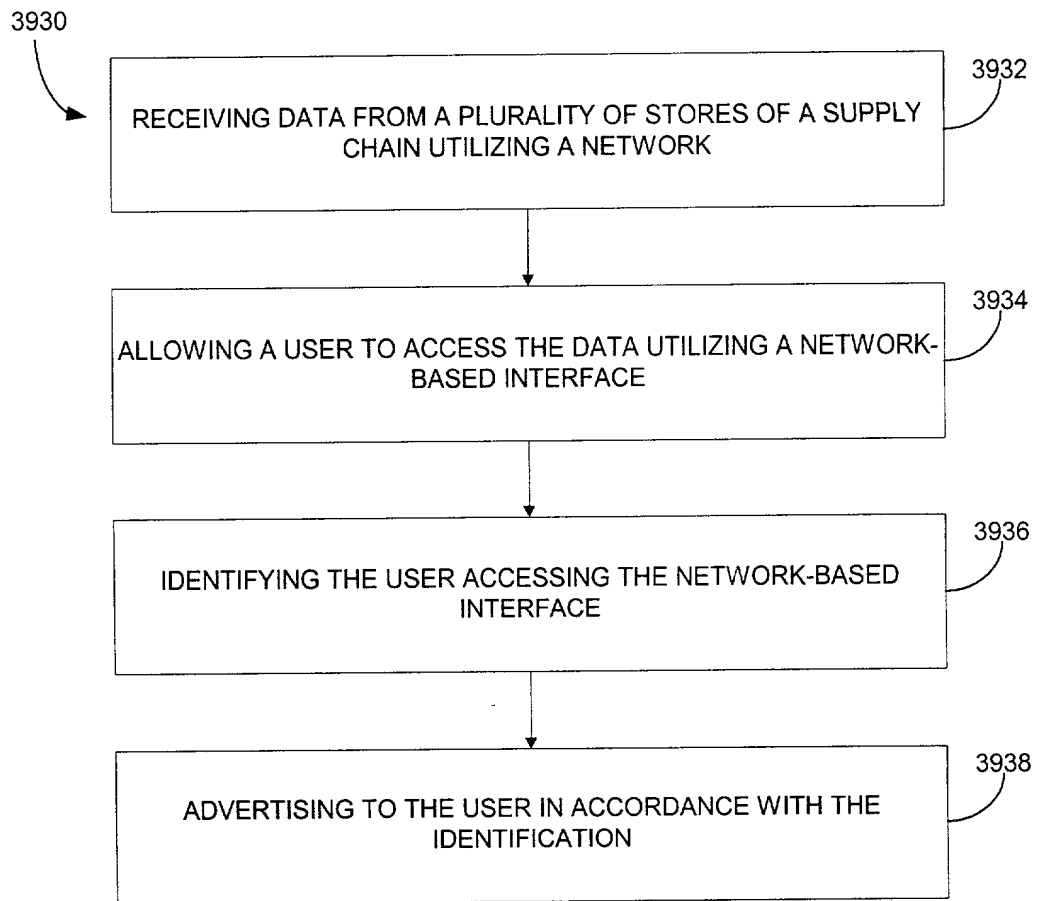 3930
3932
RECEIVING DATA FROM A PLURALITY OF STORES OF A SUPPLY
CHAIN UTILIZING A NETWORK
3934
ALLOWING A USER TO ACCESS THE DATA UTILIZING A NETWORK-
BASED INTERFACE
3936
IDENTIFYING THE USER ACCESSING THE NETWORK-BASED
INTERFACE
3938
ADVERTISING TO THE USER IN ACCORDANCE WITH THE
IDENTIFICATION